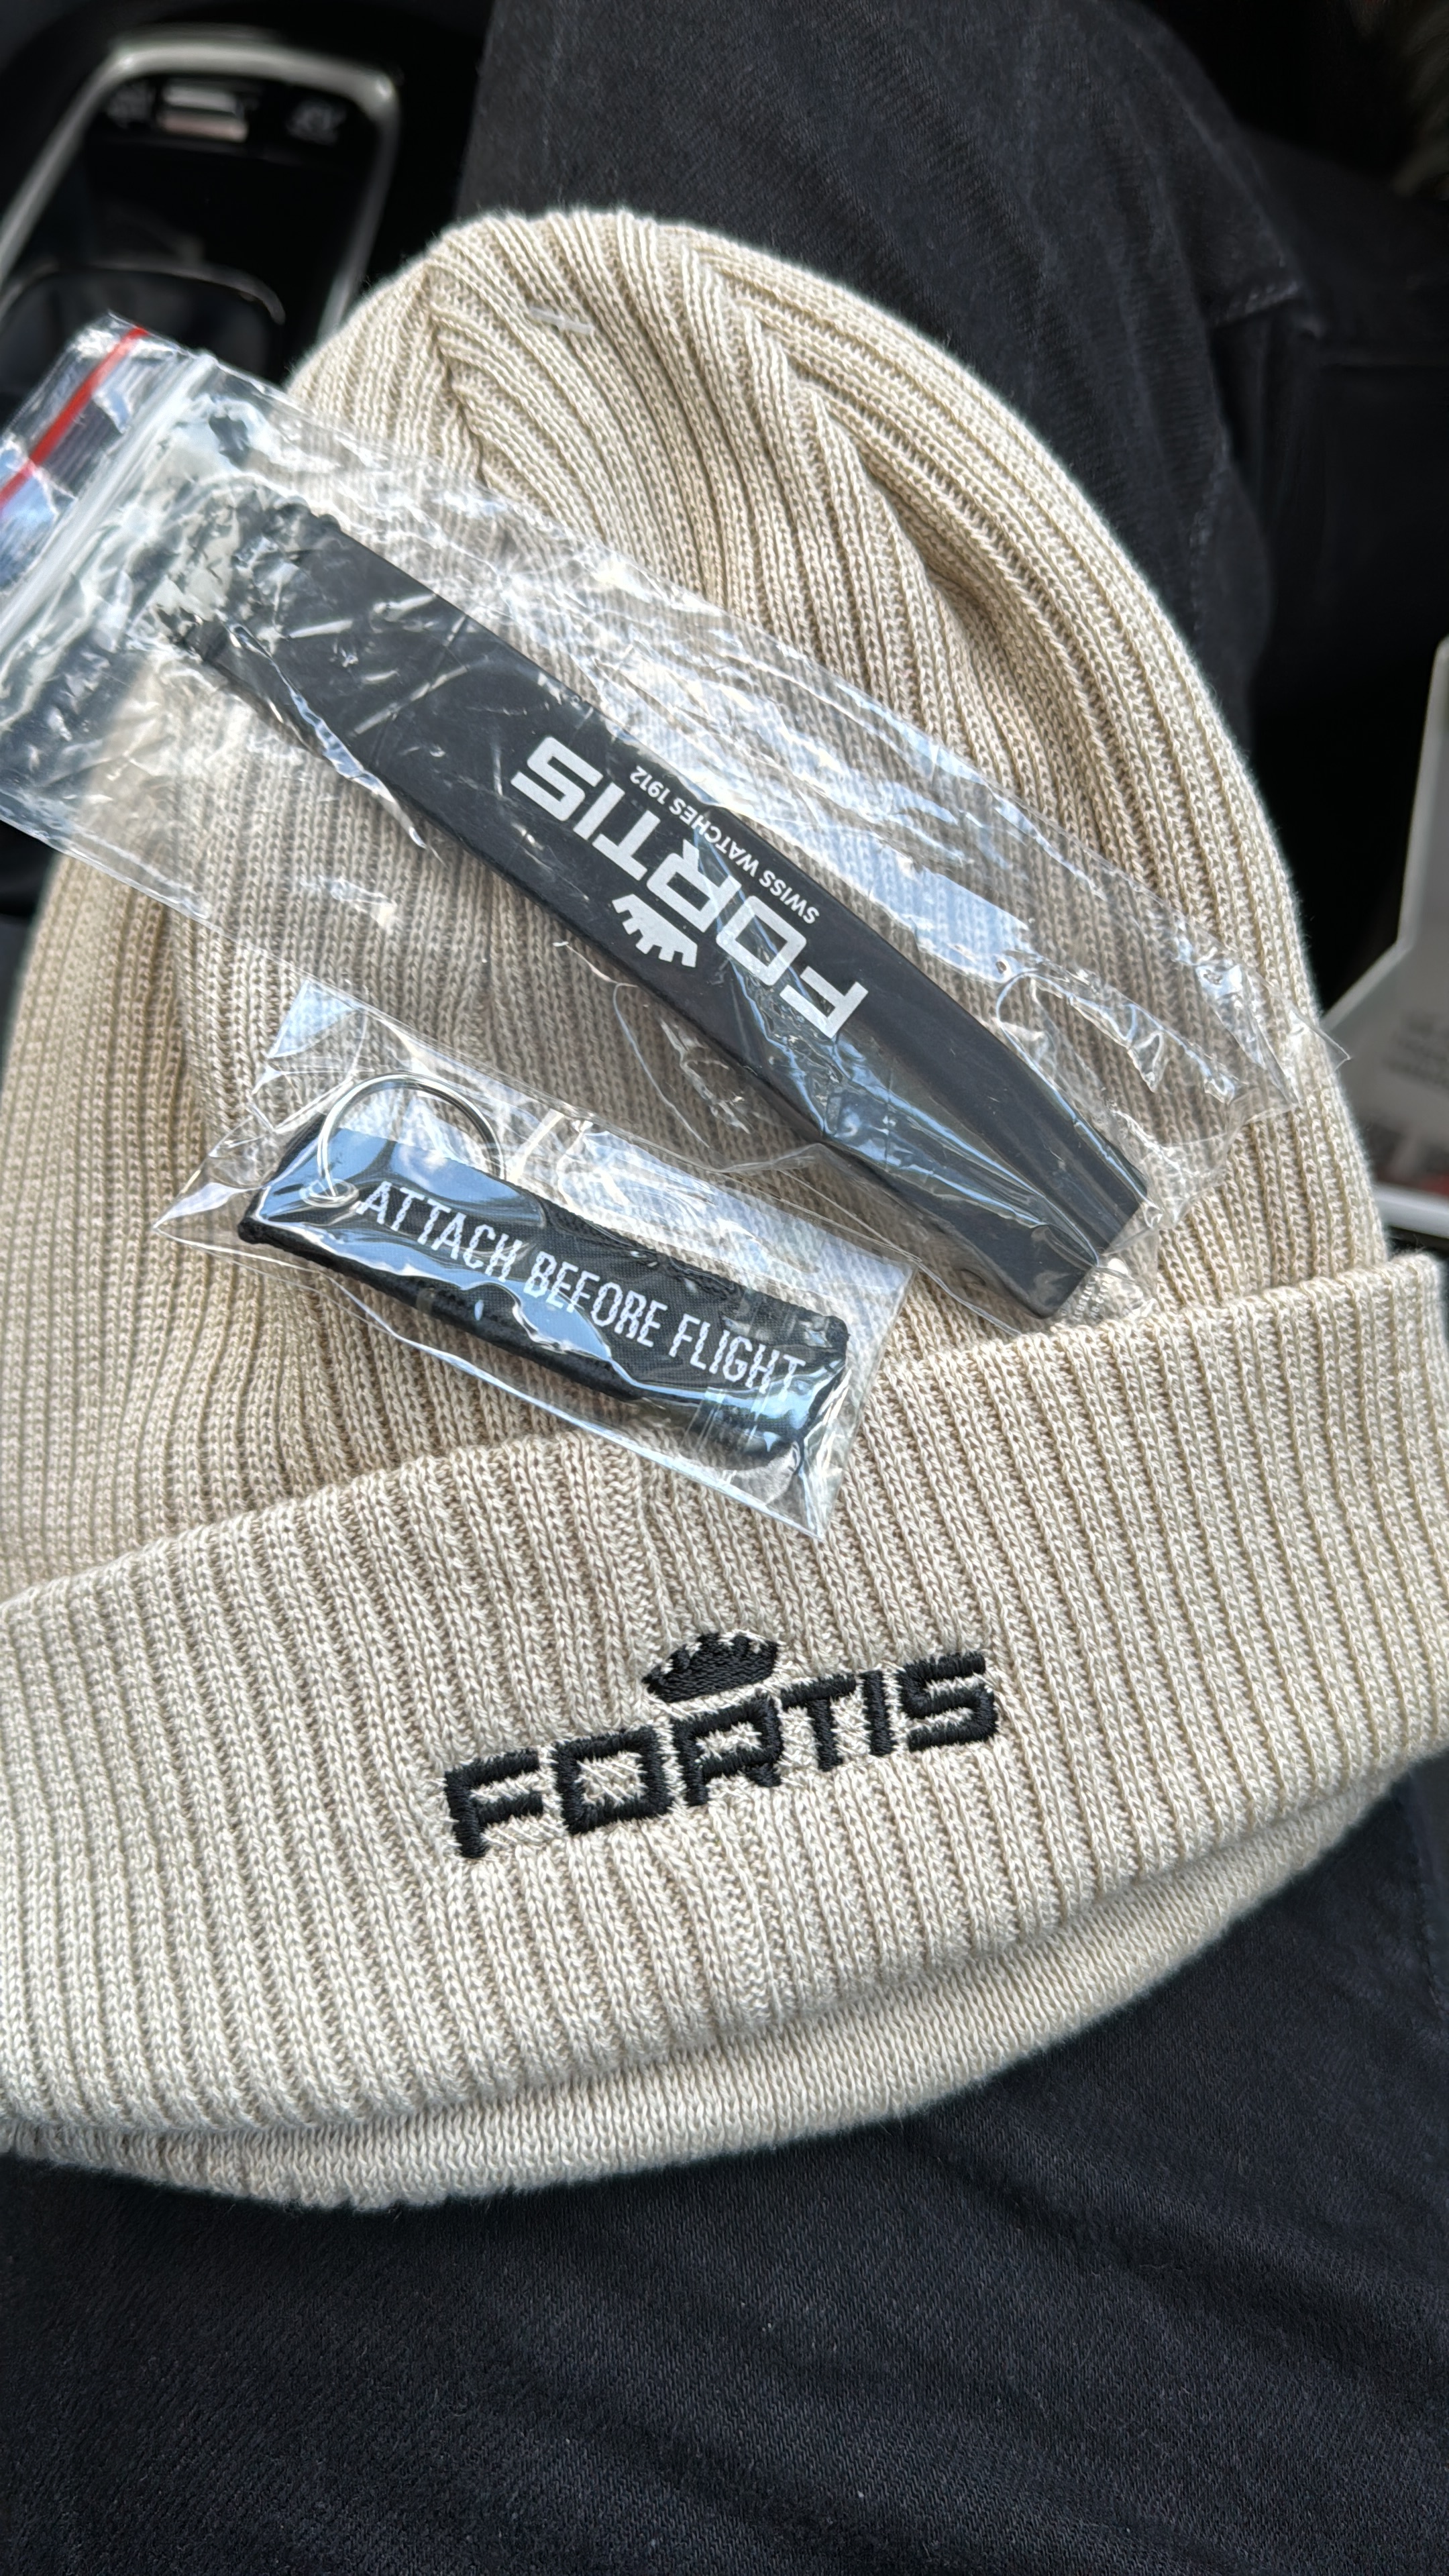 FORTIS
SWISS WATCHES 1912
ATTACH BEFORE FLIGHT
FORTIS